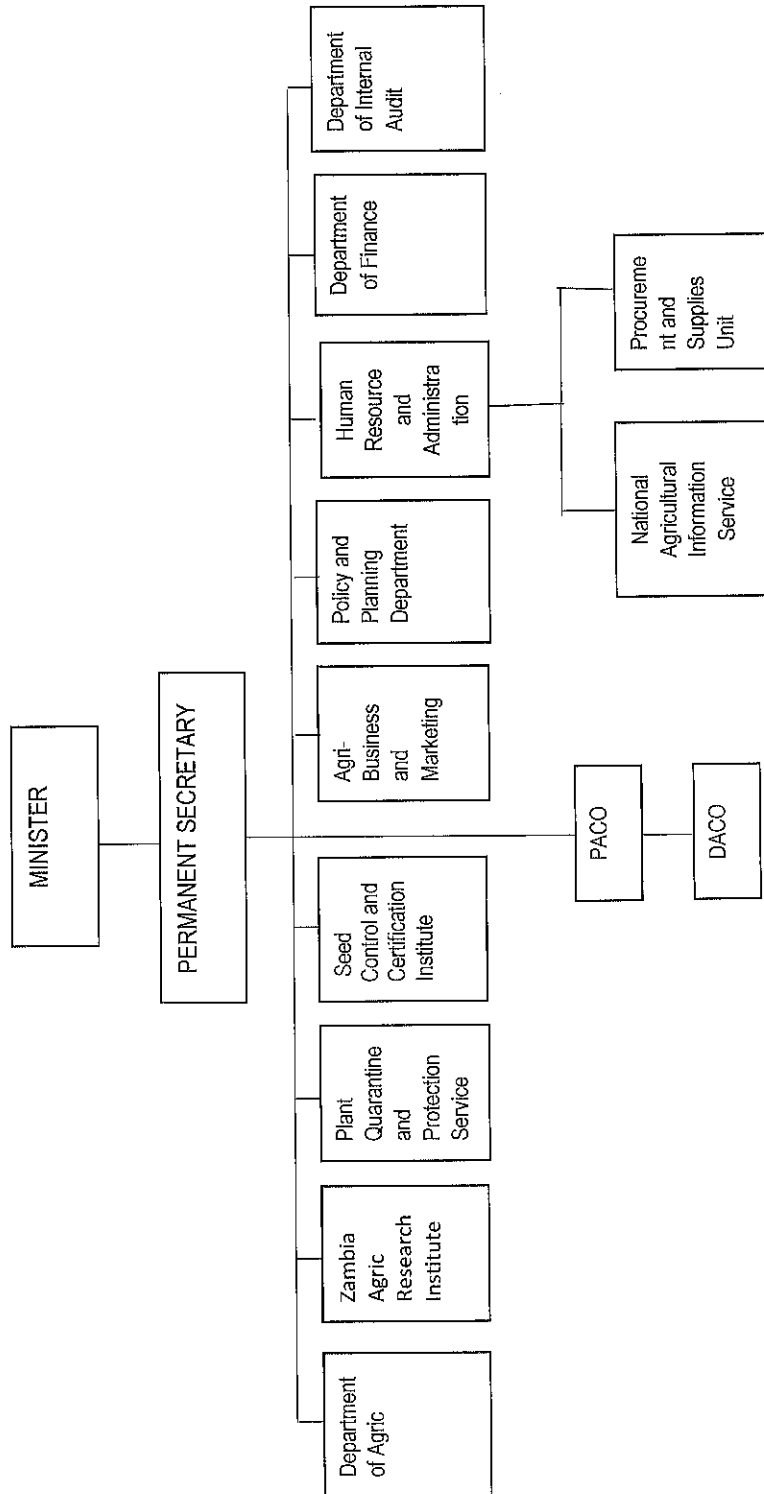 MINISTER
PERMANENT SECRETARY
Department
of Agric
Zambia
Agric
Research
Institute
Plant
Quarantine
and
Protection
Service
Seed
Control and
Certification
Institute
Agri-
Business
and
Marketing
Policy and
Planning
Department
Human
Resource
and
Administra
tion
Department
of Finance
Department
of Internal
Audit
PACO
DACO
National
Agricultural
Information
Service
Procureme
nt and
Supplies
Unit